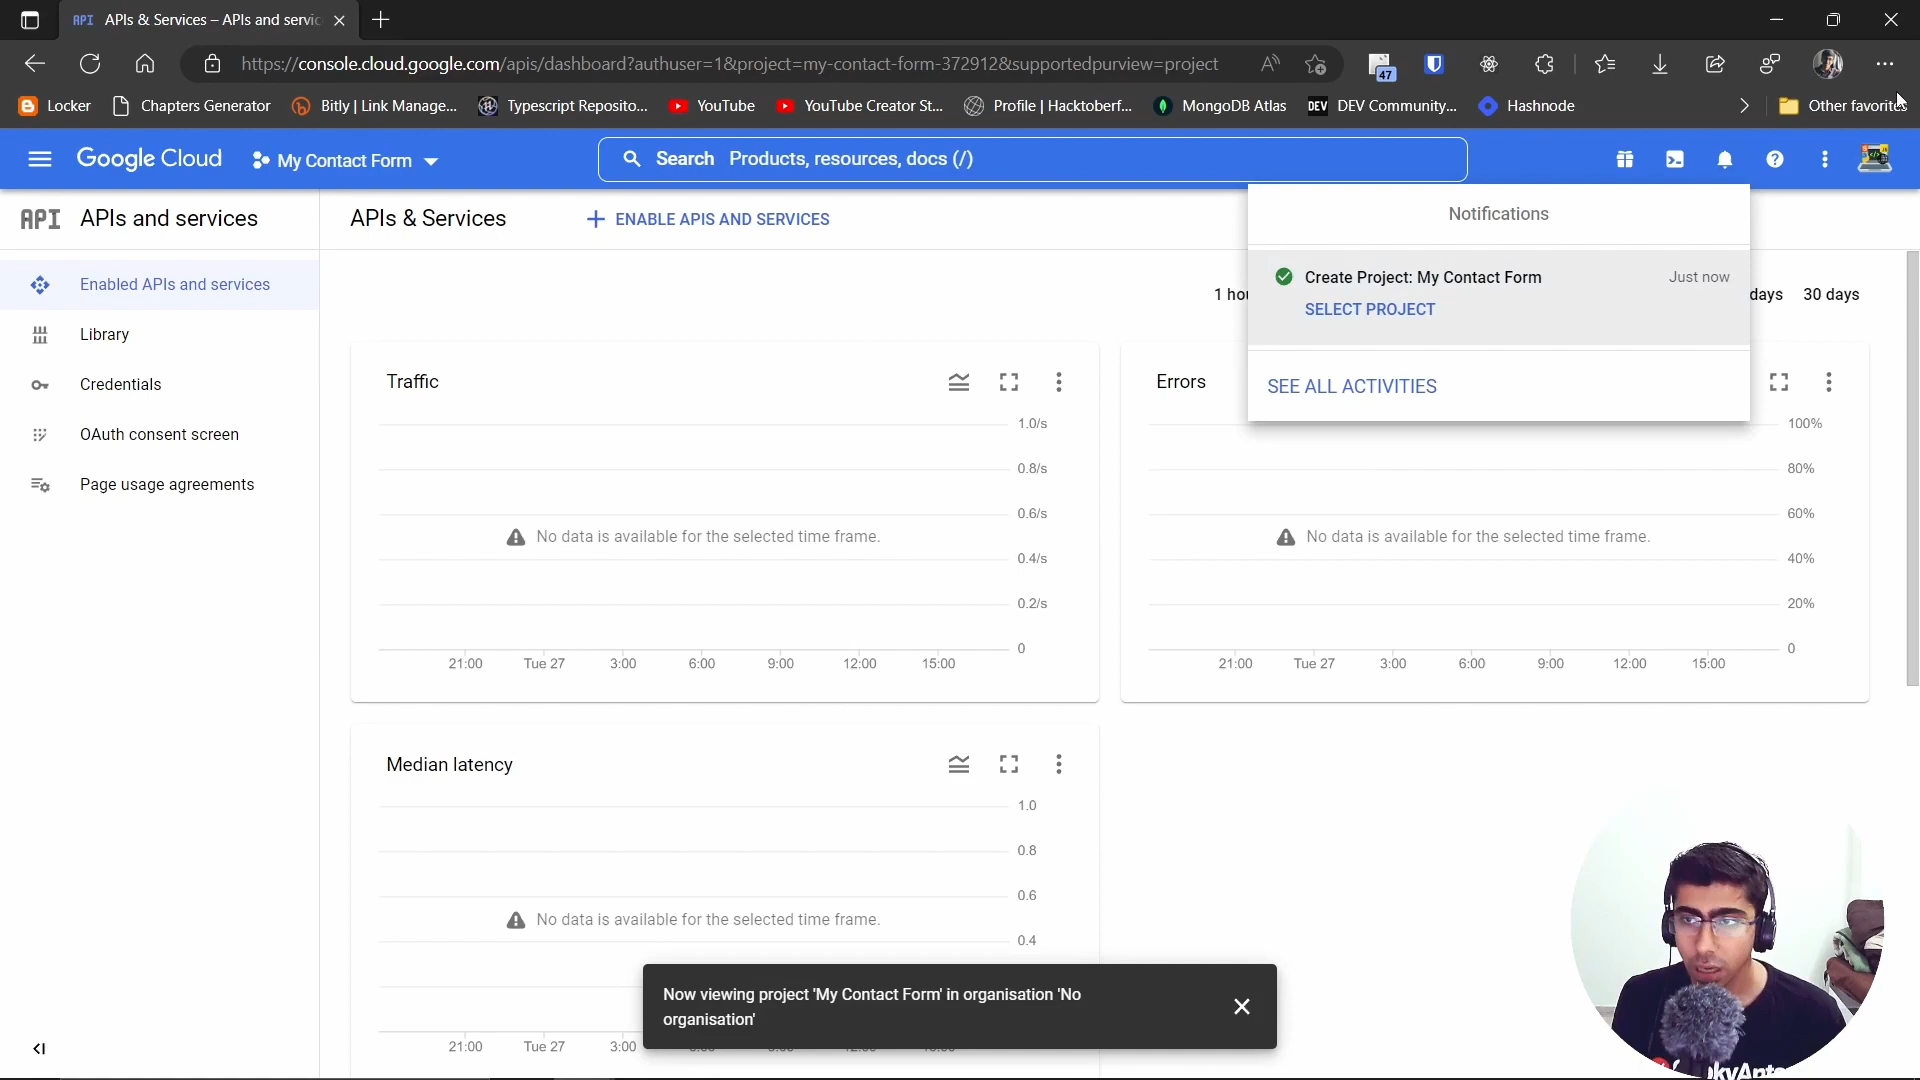 API APIs & Services – APIs and servic
https://console.cloud.google.com/apis/dashboard?authuser=1&project=my-contact-form-372912&supportedpurview=project
47
Locker
Chapters Generator
Bitly | Link Manage...
Typescript Reposito...
YouTube
YouTube Creator St...
Profile | Hacktoberf...
MongoDB Atlas
DEV DEV Community...
Hashnode
Other favorites
Google Cloud
My Contact Form
Search Products, resources, docs (/)
API APIs and services
APIs & Services
ENABLE APIS AND SERVICES
Notifications
Enabled APIs and services
Library
Credentials
OAuth consent screen
Page usage agreements
Create Project: My Contact Form
Just now
SELECT PROJECT
SEE ALL ACTIVITIES
1 hou
days
30 days
Traffic
1.0/s
0.8/s
0.6/s
No data is available for the selected time frame.
0.4/s
0.2/s
0
21:00 Tue 27 3:00 6:00 9:00 12:00 15:00
Errors
100%
80%
60%
No data is available for the selected time frame.
40%
20%
0
21:00 Tue 27 3:00 6:00 9:00 12:00 15:00
Median latency
1.0
0.8
0.6
No data is available for the selected time frame.
0.4
21:00 Tue 27 3:00
Now viewing project 'My Contact Form' in organisation 'No
organisation'